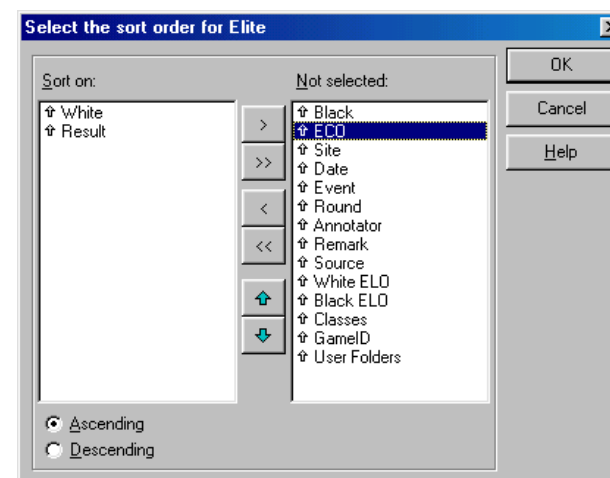 Select the sort order for Elite
Sort on:
White
Result
>
>>
<
<<
Not selected:
Black
ECO
Site
Date
Event
Round
Annotator
Remark
Source
White ELO
Black ELO
Classes
GameID
User Folders
Ascending
Descending
OK
Cancel
Help